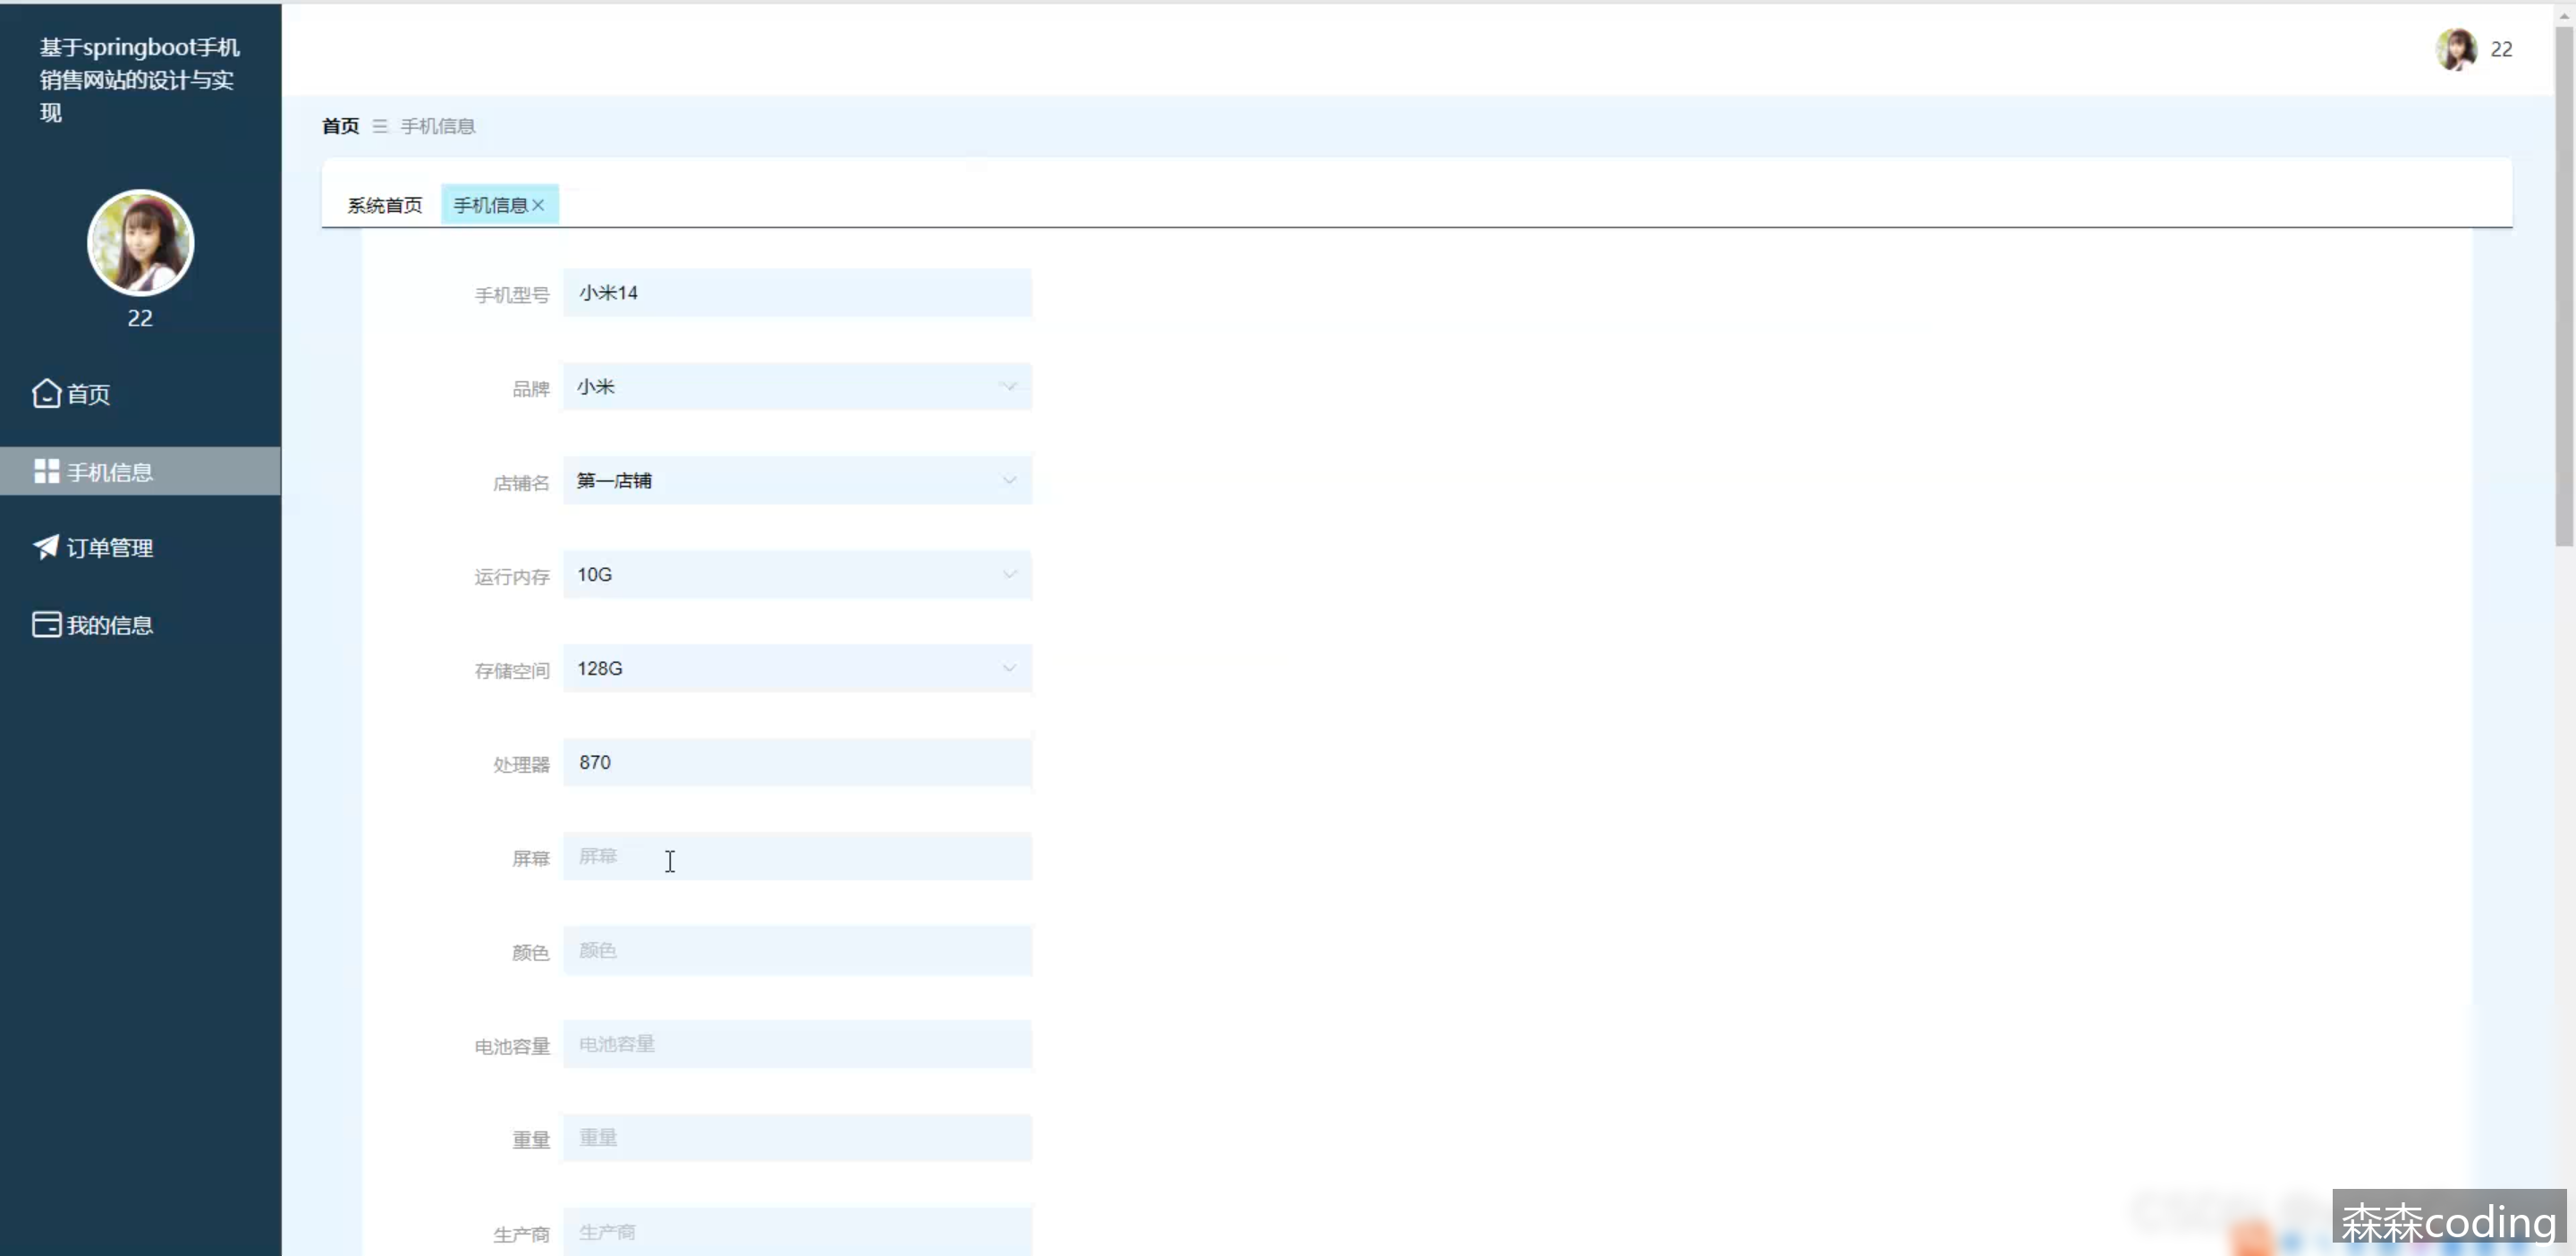 基于springboot手机
销售网站的设计与实
现
22
首页
手机信息
订单管理
我的信息
22
首页 手机信息
系统首页 手机信息
手机型号 小米14
品牌 小米
店铺名 第一店铺
运行内存 10G
存储空间 128G
处理器 870
屏幕 屏幕
颜色 颜色
电池容量 电池容量
重量 重量
生产商 生产商
森森coding